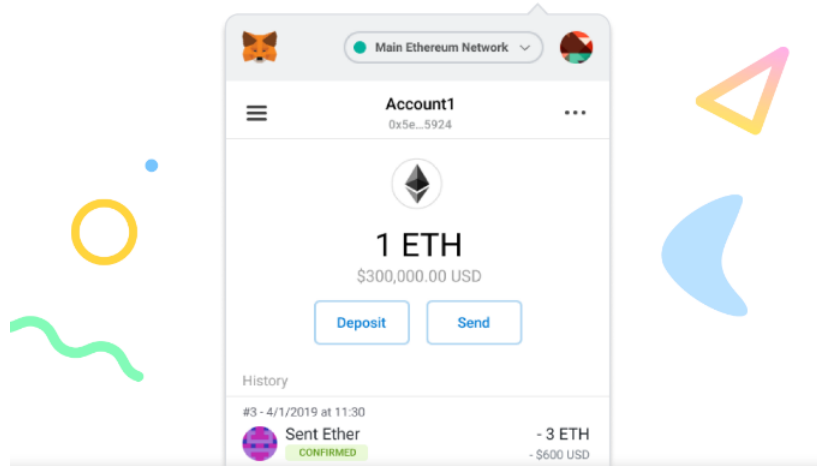 Main Ethereum Network
Account1
0x5e...5924
1 ETH
$300,000.00 USD
Deposit
Send
History
#3 - 4/1/2019 at 11:30
Sent Ether
- 3 ETH
CONFIRMED
- $600 USD